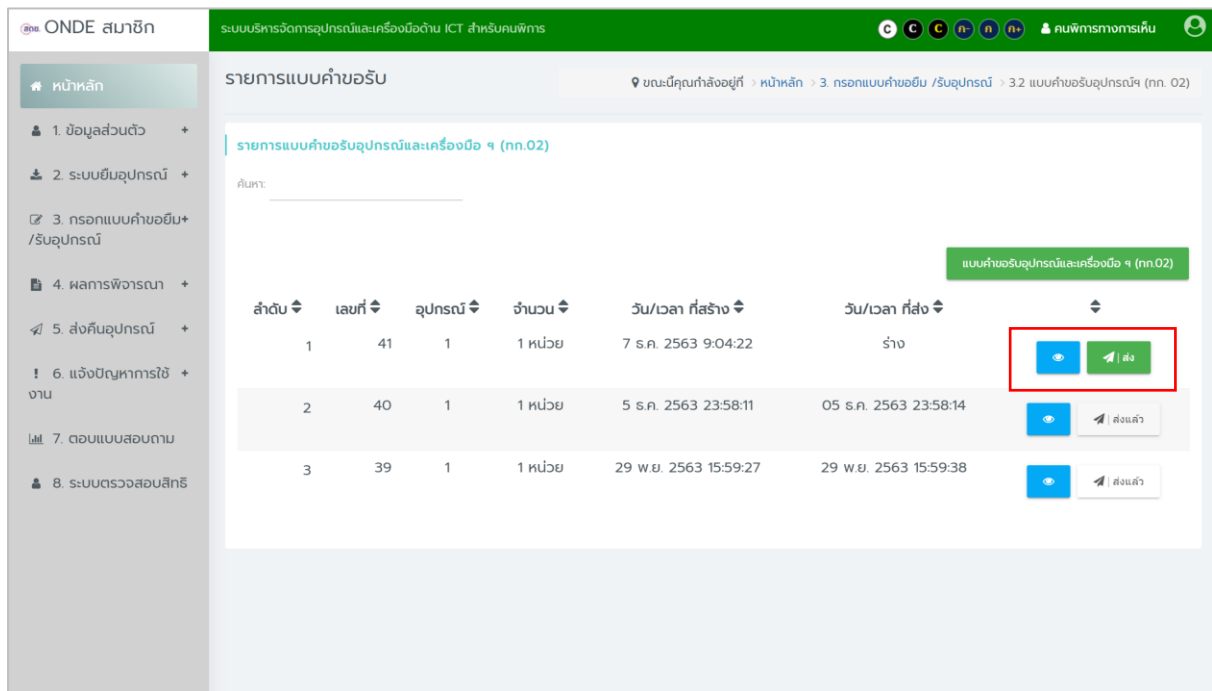 สดช. ONDE สมาชิก
ระบบบริหารจัดการอุปกรณ์และเครื่องมือด้าน ICT สำหรับคนพิการ
C C C ก- ก ก+ คนพิการทางการเห็น
หน้าหลัก
1. ข้อมูลส่วนตัว +
2. ระบบยืมอุปกรณ์ +
3. กรอกแบบคำขอยืม+
/รับอุปกรณ์
4. ผลการพิจารณา +
5. ส่งคืนอุปกรณ์ +
6. แจ้งปัญหาการใช้ +
งาน
7. ตอบแบบสอบถาม
8. ระบบตรวจสอบสิทธิ
รายการแบบคำขอรับ
ขณะนี้คุณกำลังอยู่ที่ > หน้าหลัก > 3. กรอกแบบคำขอยืม /รับอุปกรณ์ > 3.2 แบบคำขอรับอุปกรณ์ฯ (ทก. 02)
รายการแบบคำขอรับอุปกรณ์และเครื่องมือ ฯ (ทก.02)
ค้นหา:
แบบคำขอรับอุปกรณ์และเครื่องมือ ฯ (ทก.02)
ลำดับ เลขที่ อุปกรณ์ จำนวน วัน/เวลา ที่สร้าง วัน/เวลา ที่ส่ง
1 41 1 1 หน่วย 7 ธ.ค. 2563 9:04:22 ร่าง | ส่ง
2 40 1 1 หน่วย 5 ธ.ค. 2563 23:58:11 05 ธ.ค. 2563 23:58:14 | ส่งแล้ว
3 39 1 1 หน่วย 29 พ.ย. 2563 15:59:27 29 พ.ย. 2563 15:59:38 | ส่งแล้ว